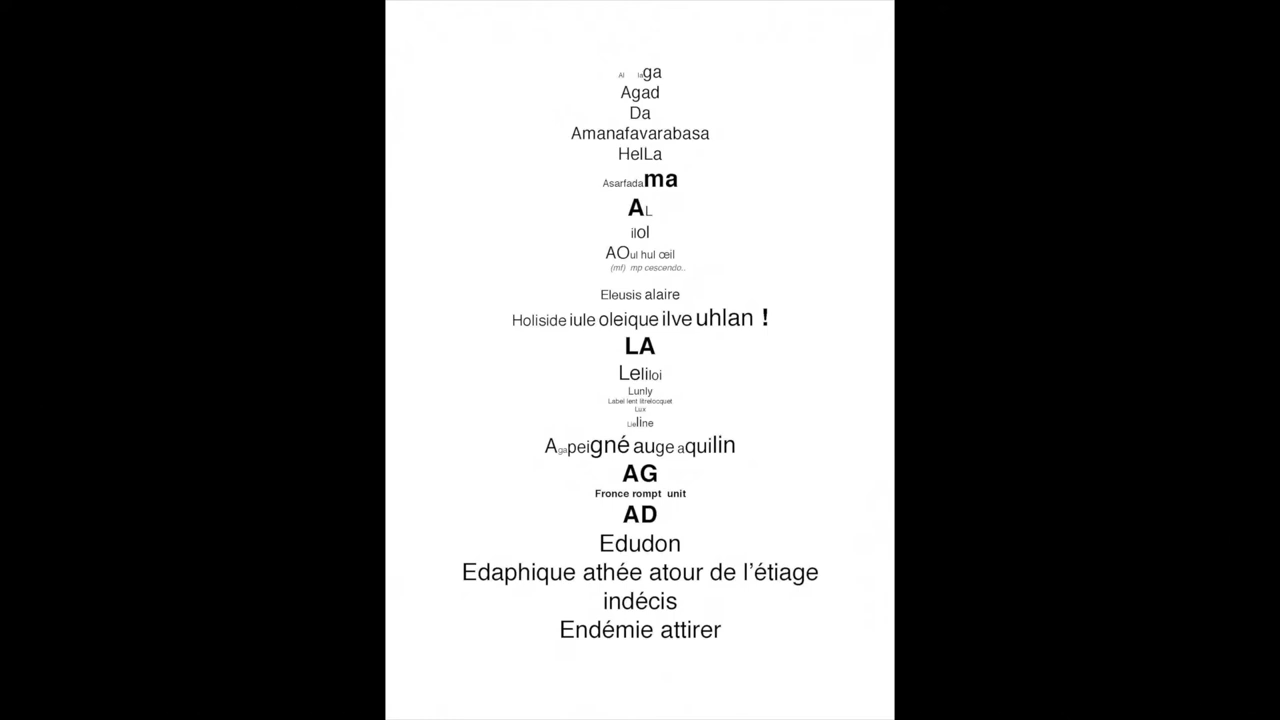 Al laga
Agad
Da
Amanafavarabasa
HelLa
Asarfadama
AL
ilol
AOul hul œil
(mf) mp cescendo..
Eleusis alaire
Holiside iule oleique ilve uhlan !
LA
Leliloi
Lunly
Label lent litrelocquet
Lux
Lieline
Agapeigné auge aquilin
AG
Fronce rompt unit
AD
Edudon
Edaphique athée atour de l’étiage
indécis
Endémie attirer